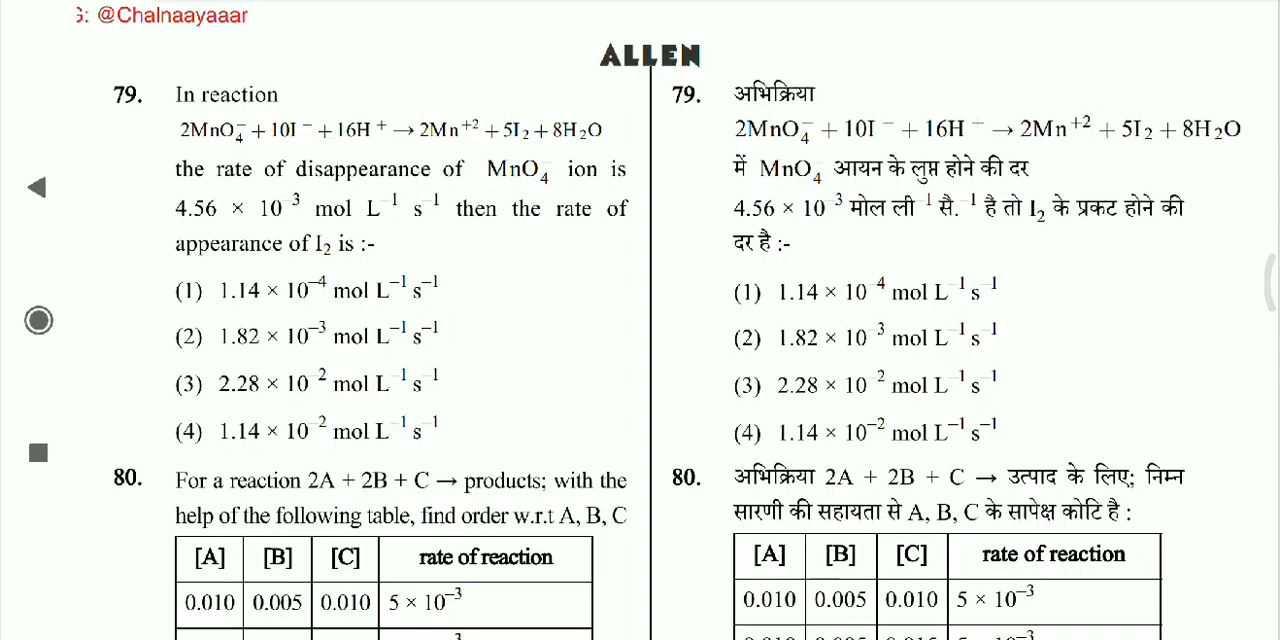 G: @Chalnaayaaar
ALLEN
79. In reaction
2MnO₄⁻ + 10I⁻ + 16H⁺ → 2Mn⁺² + 5I₂ + 8H₂O
the rate of disappearance of MnO₄⁻ ion is
4.56 × 10⁻³ mol L⁻¹ s⁻¹ then the rate of
appearance of I₂ is :-
(1) 1.14 × 10⁻⁴ mol L⁻¹ s⁻¹
(2) 1.82 × 10⁻³ mol L⁻¹ s⁻¹
(3) 2.28 × 10⁻² mol L⁻¹ s⁻¹
(4) 1.14 × 10⁻² mol L⁻¹ s⁻¹
80. For a reaction 2A + 2B + C → products; with the
help of the following table, find order w.r.t A, B, C
[A] [B] [C] rate of reaction
0.010 0.005 0.010 5 × 10⁻³
79. अभिक्रिया
2MnO₄⁻ + 10I⁻ + 16H⁺ → 2Mn⁺² + 5I₂ + 8H₂O
में MnO₄⁻ आयन के लुप्त होने की दर
4.56 × 10⁻³ मोल ली⁻¹ सै.⁻¹ है तो I₂ के प्रकट होने की
दर है :-
(1) 1.14 × 10⁻⁴ mol L⁻¹ s⁻¹
(2) 1.82 × 10⁻³ mol L⁻¹ s⁻¹
(3) 2.28 × 10⁻² mol L⁻¹ s⁻¹
(4) 1.14 × 10⁻² mol L⁻¹ s⁻¹
80. अभिक्रिया 2A + 2B + C → उत्पाद के लिए; निम्न
सारणी की सहायता से A, B, C के सापेक्ष कोटि है :
[A] [B] [C] rate of reaction
0.010 0.005 0.010 5 × 10⁻³